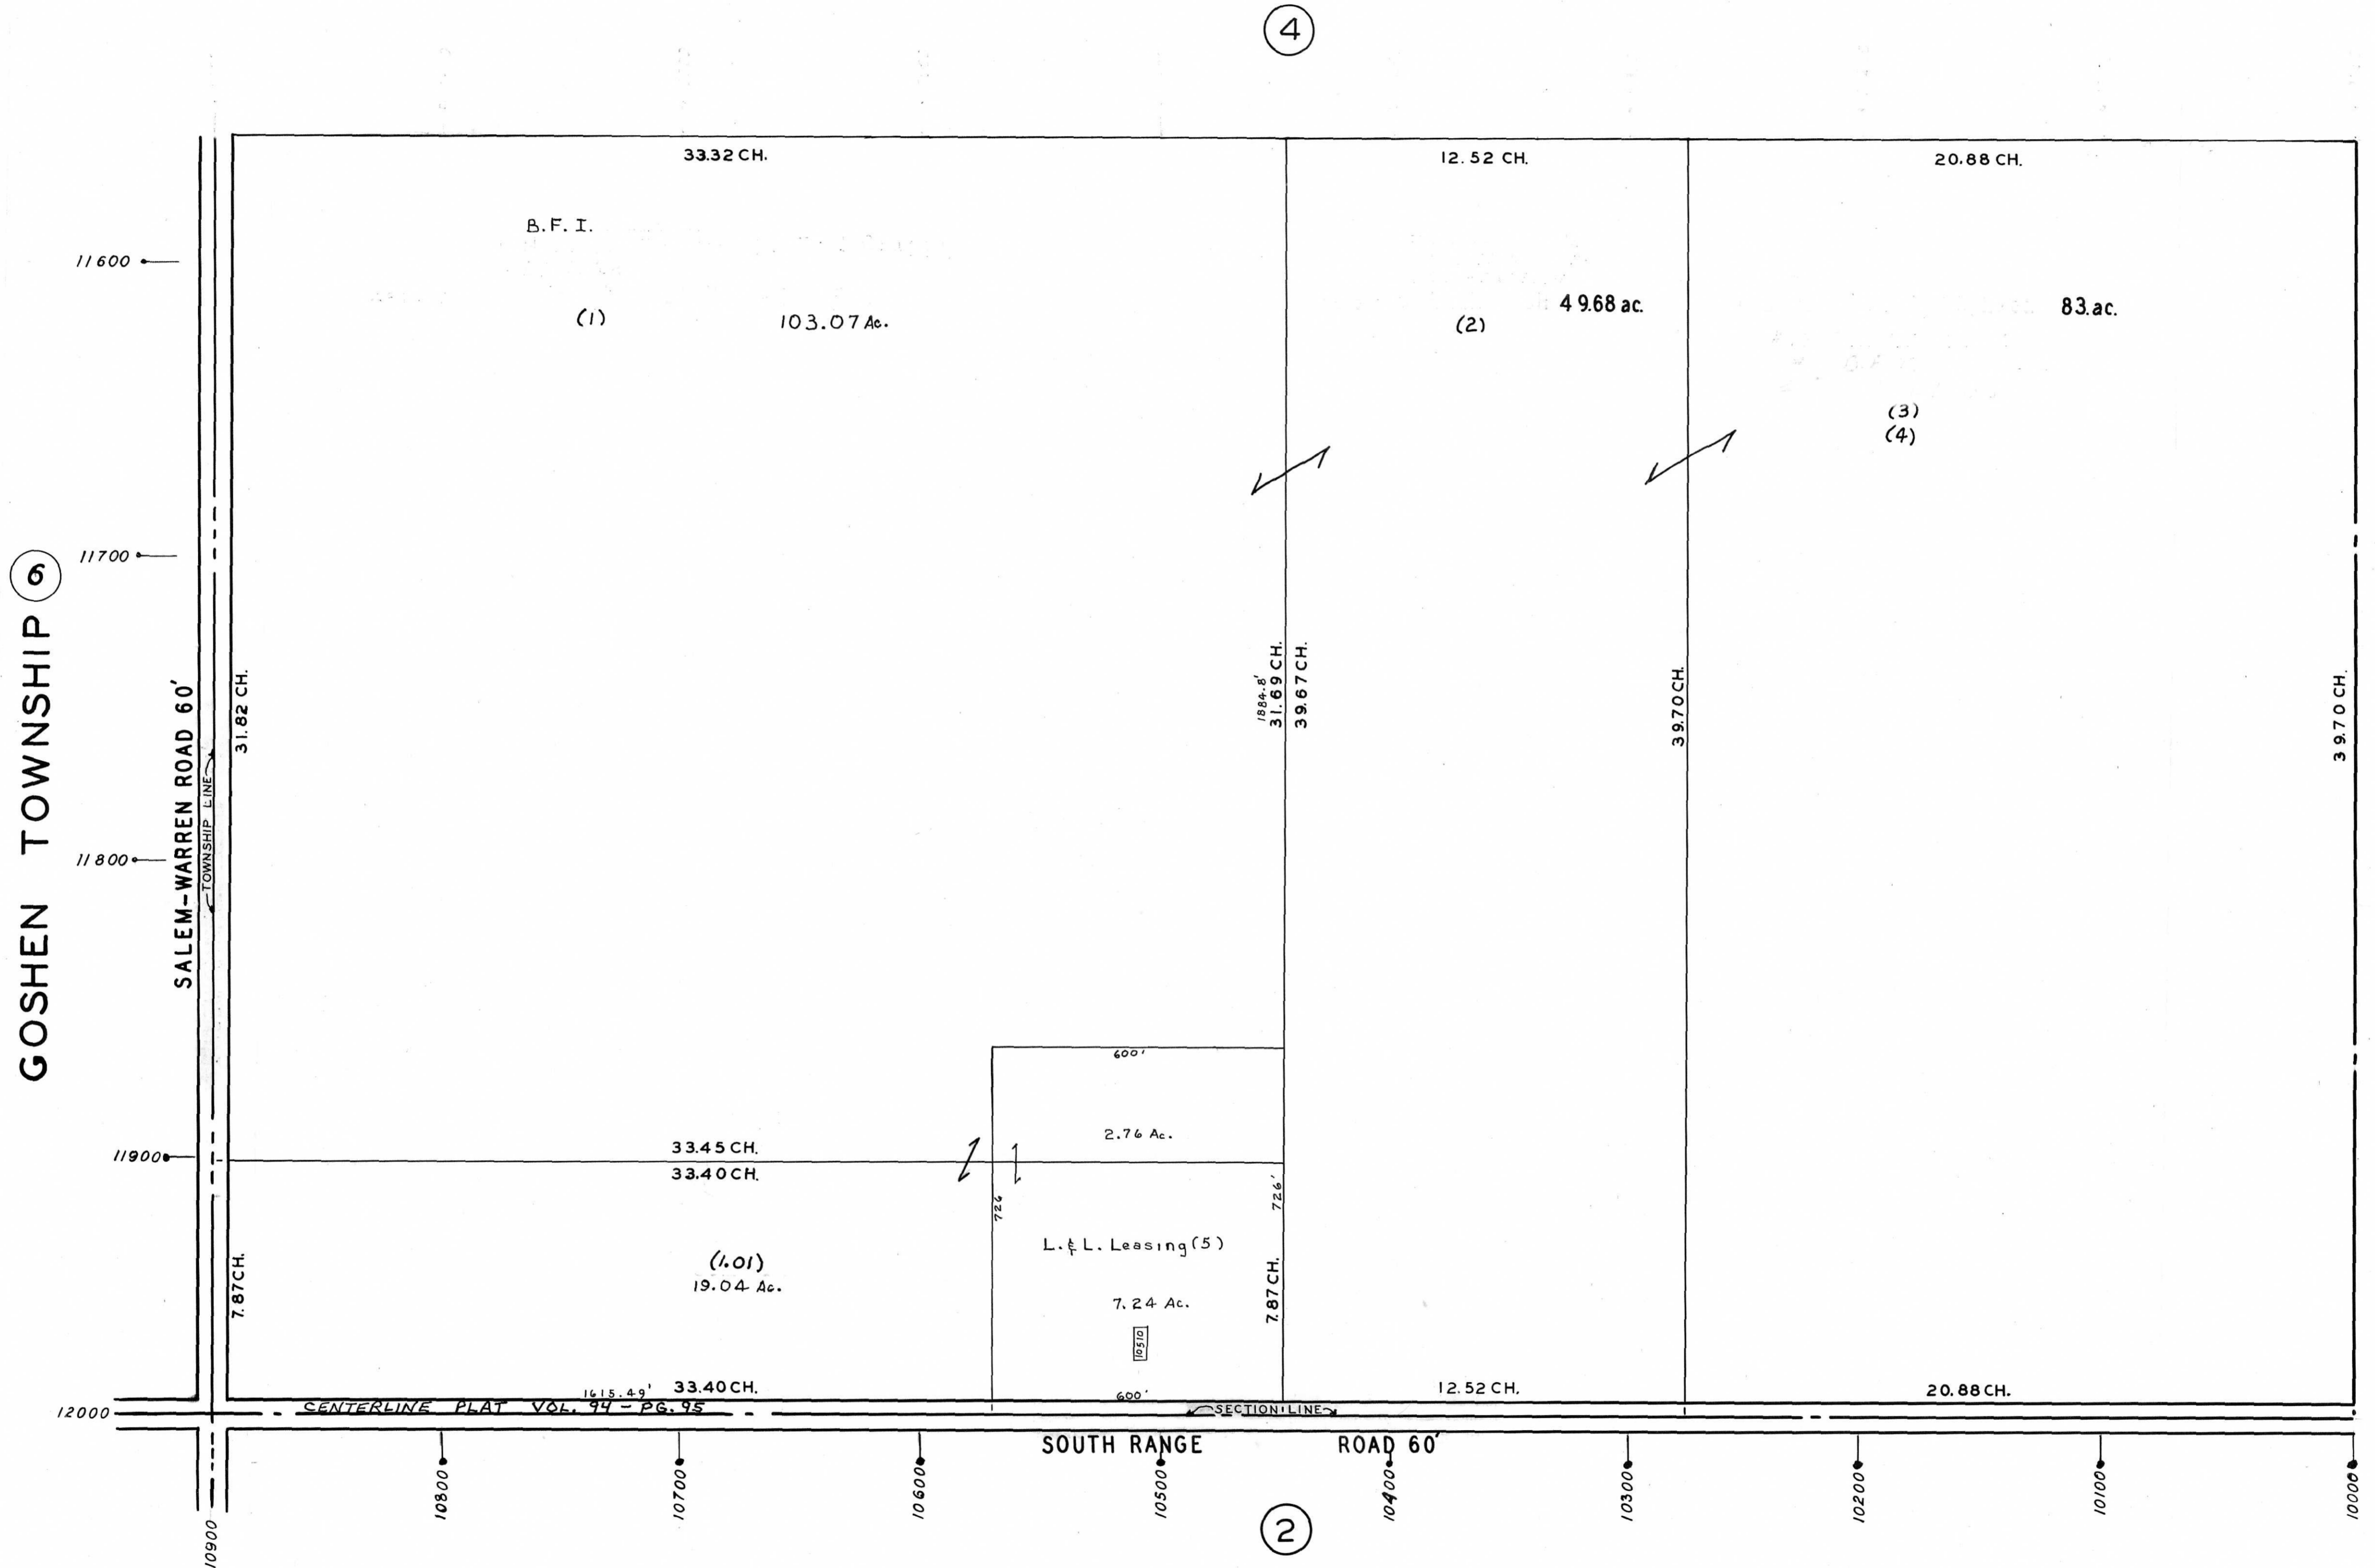 4
33.32 CH.
12.52 CH.
20.88 CH.
B.F.I.
11600
(1)
103.07 Ac.
49.68 ac.
(2)
83.ac.
(3)
(4)
11700
6
GOSHEN TOWNSHIP
SALEM-WARREN ROAD 60'
TOWNSHIP LINE
31.82 CH.
1884.8'
31.69 CH.
39.67 CH.
39.70 CH.
39.70 CH.
11800
600'
2.76 Ac.
11900
33.45 CH.
33.40 CH.
726
726'
L. & L. Leasing (5)
(1.01)
19.04 Ac.
7.87 CH.
7.87 CH.
7.24 Ac.
10510
1615.49'
33.40 CH.
600'
12.52 CH.
20.88 CH.
12000
CENTERLINE PLAT VOL. 94 - PG. 95
SECTION LINE
SOUTH RANGE ROAD 60'
10900
10800
10700
10600
10500
10400
10300
10200
10100
10000
2